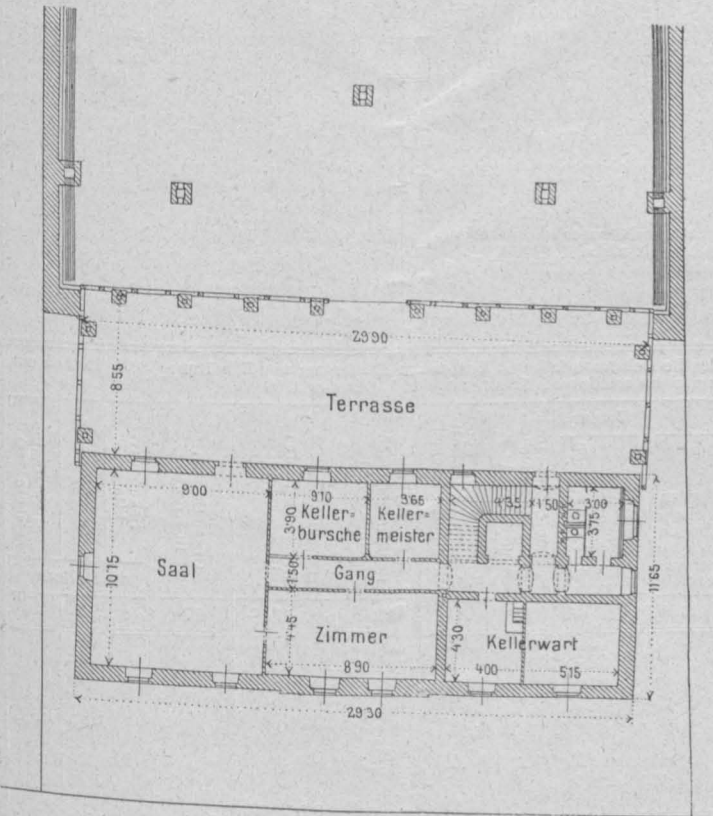 29.90
8.55
Terrasse
9.00
9.10
3.65
4.35
1.50
3.00
3.90
Keller=
bursche
Keller=
meister
3.75
10.15
Saal
1.50
Gang
11.65
4.45
Zimmer
4.30
Kellerwart
8.90
4.00
5.15
29.30